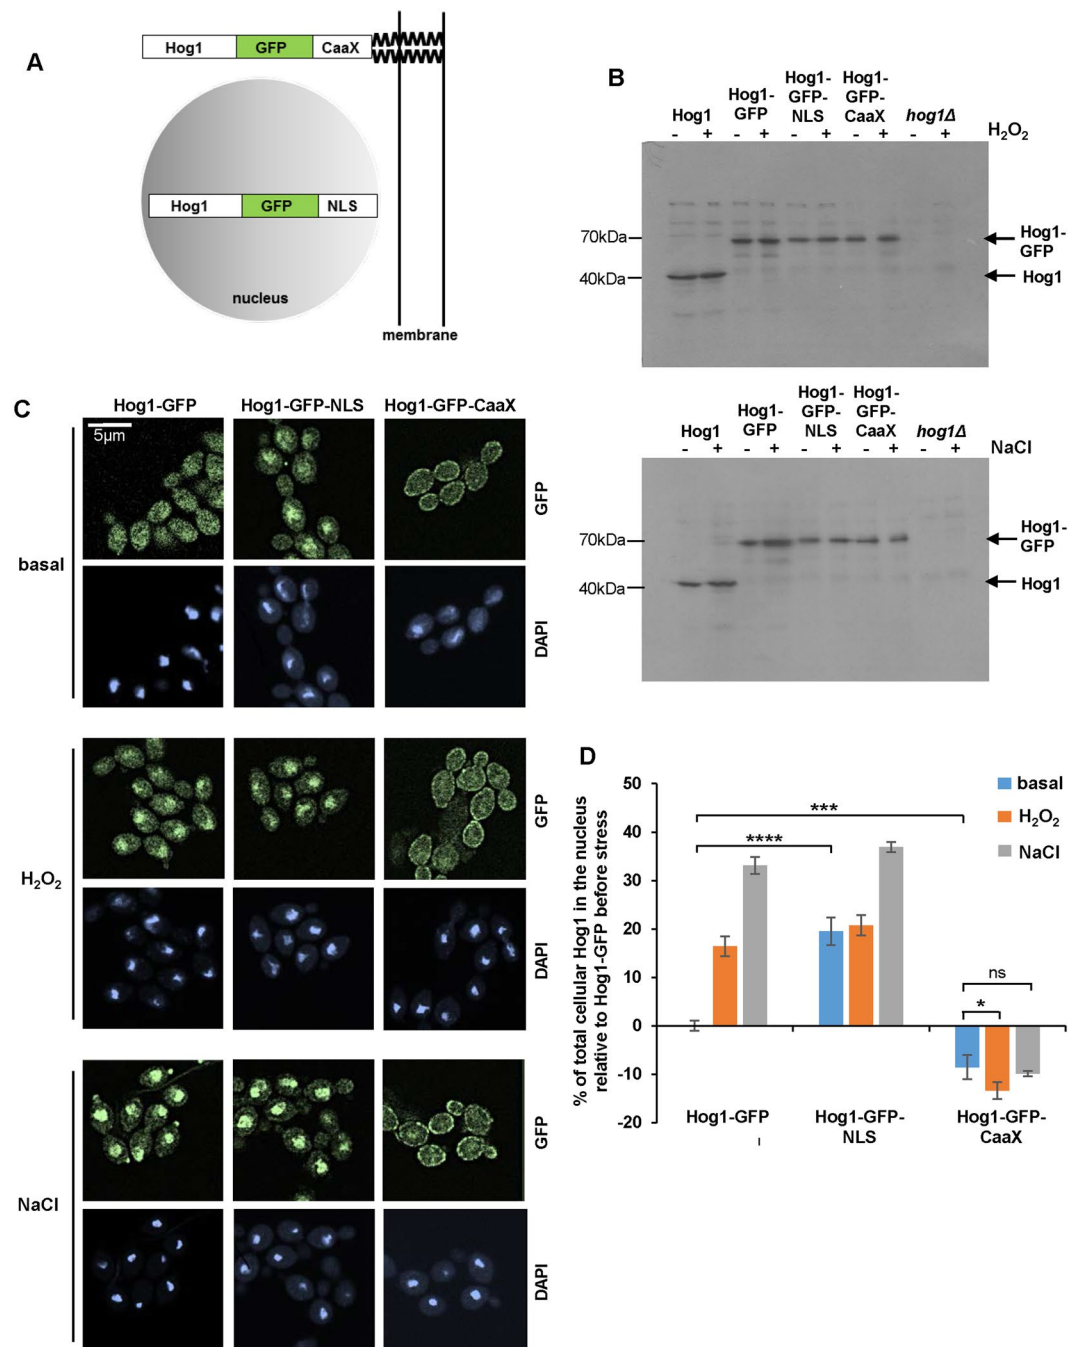 A
Hog1 GFP CaaX
Hog1 GFP NLS
nucleus
membrane
B
Hog1
Hog1-
GFP
Hog1-
GFP-
NLS
Hog1-
GFP-
CaaX
hog1Δ
- + - + - + - + - +
H₂O₂
70kDa
40kDa
Hog1-
GFP
Hog1
Hog1
Hog1-
GFP
Hog1-
GFP-
NLS
Hog1-
GFP-
CaaX
hog1Δ
- + - + - + - + - +
NaCl
70kDa
40kDa
Hog1-
GFP
Hog1
C
Hog1-GFP Hog1-GFP-NLS Hog1-GFP-CaaX
5µm
basal
GFP
DAPI
H₂O₂
GFP
DAPI
NaCl
GFP
DAPI
D
% of total cellular Hog1 in the nucleus
relative to Hog1-GFP before stress
50
40
30
20
10
0
-10
-20
***
****
ns
*
basal
H₂O₂
NaCl
Hog1-GFP
Hog1-GFP-
NLS
Hog1-GFP-
CaaX